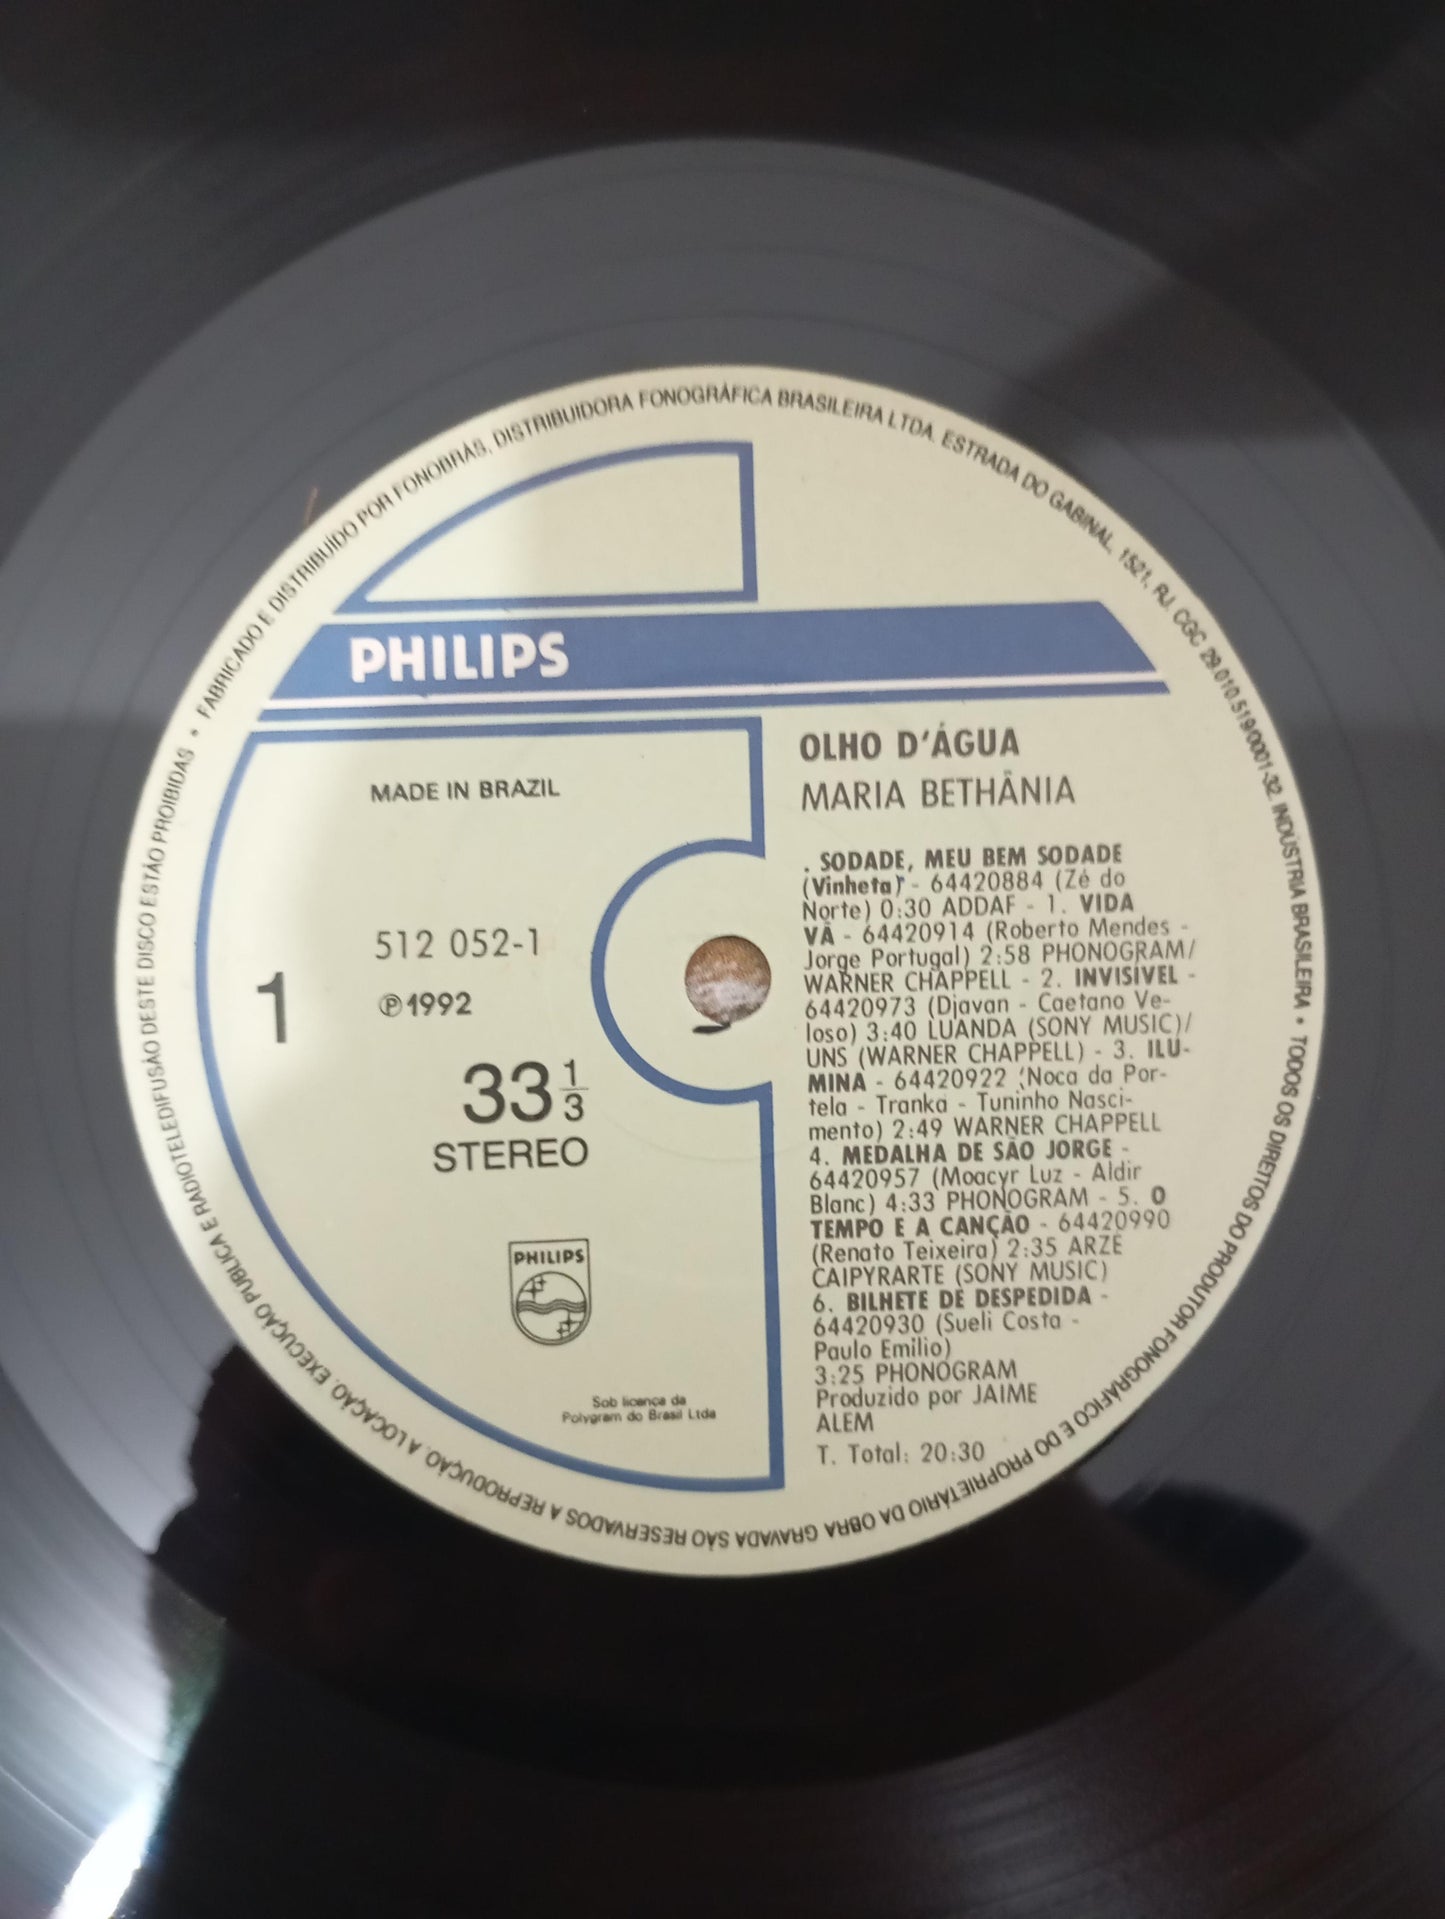 • FABRICADO E DISTRIBUÍDO POR FONOBRÁS, DISTRIBUIDORA FONOGRÁFICA BRASILEIRA LTDA. ESTRADA DO GABINAL, 1521, RJ. CGC 29.010.519/0001-32. INDÚSTRIA BRASILEIRA • TODOS OS DIREITOS DO PRODUTOR FONOGRÁFICO E DO PROPRIETÁRIO DA OBRA GRAVADA SÃO RESERVADOS A REPRODUÇÃO, A LOCAÇÃO, EXECUÇÃO PÚBLICA E RADIOTELEDIFUSÃO DESTE DISCO ESTÃO PROIBIDAS
PHILIPS
MADE IN BRAZIL
512 052-1
℗1992
1
33 1/3
STEREO
PHILIPS
Sob licença da
Polygram do Brasil Ltda
OLHO D'ÁGUA
MARIA BETHÂNIA
. SODADE, MEU BEM SODADE
(Vinheta) - 64420884 (Zé do
Norte) 0:30 ADDAF - 1. VIDA
VÃ - 64420914 (Roberto Mendes -
Jorge Portugal) 2:58 PHONOGRAM/
WARNER CHAPPELL - 2. INVISIVEL -
64420973 (Djavan - Caetano Ve-
loso) 3:40 LUANDA (SONY MUSIC)/
UNS (WARNER CHAPPELL) - 3. ILU-
MINA - 64420922 (Noca da Por-
tela - Tranka - Tuninho Nasci-
mento) 2:49 WARNER CHAPPELL
4. MEDALHA DE SÃO JORGE -
64420957 (Moacyr Luz - Aldir
Blanc) 4:33 PHONOGRAM - 5. O
TEMPO E A CANÇÃO - 64420990
(Renato Teixeira) 2:35 ARZE
CAIPYRARTE (SONY MUSIC)
6. BILHETE DE DESPEDIDA -
64420930 (Sueli Costa -
Paulo Emilio)
3:25 PHONOGRAM
Produzido por JAIME
ALEM
T. Total: 20:30